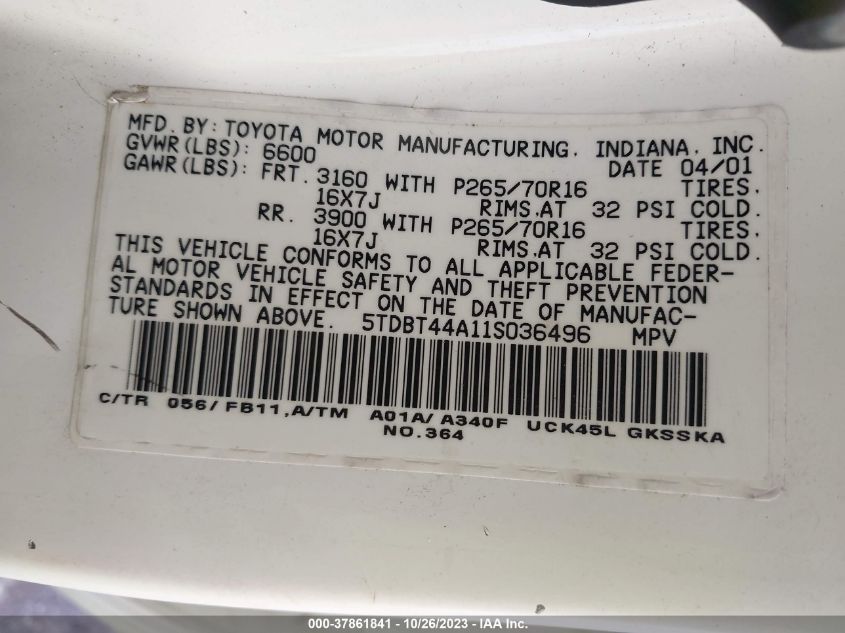 MFD. BY: TOYOTA MOTOR MANUFACTURING, INDIANA, INC.
GVWR(LBS): 6600 DATE 04/01
GAWR(LBS): FRT. 3160 WITH P265/70R16 TIRES,
16X7J RIMS,AT 32 PSI COLD.
RR. 3900 WITH P265/70R16 TIRES,
16X7J RIMS,AT 32 PSI COLD.
THIS VEHICLE CONFORMS TO ALL APPLICABLE FEDER-
AL MOTOR VEHICLE SAFETY AND THEFT PREVENTION
STANDARDS IN EFFECT ON THE DATE OF MANUFAC-
TURE SHOWN ABOVE. 5TDBT44A11S036496 MPV
C/TR 056/FB11,A/TM A01A/A340F UCK45L GKSSKA
NO.364
000-37861841 - 10/26/2023 - IAA Inc.